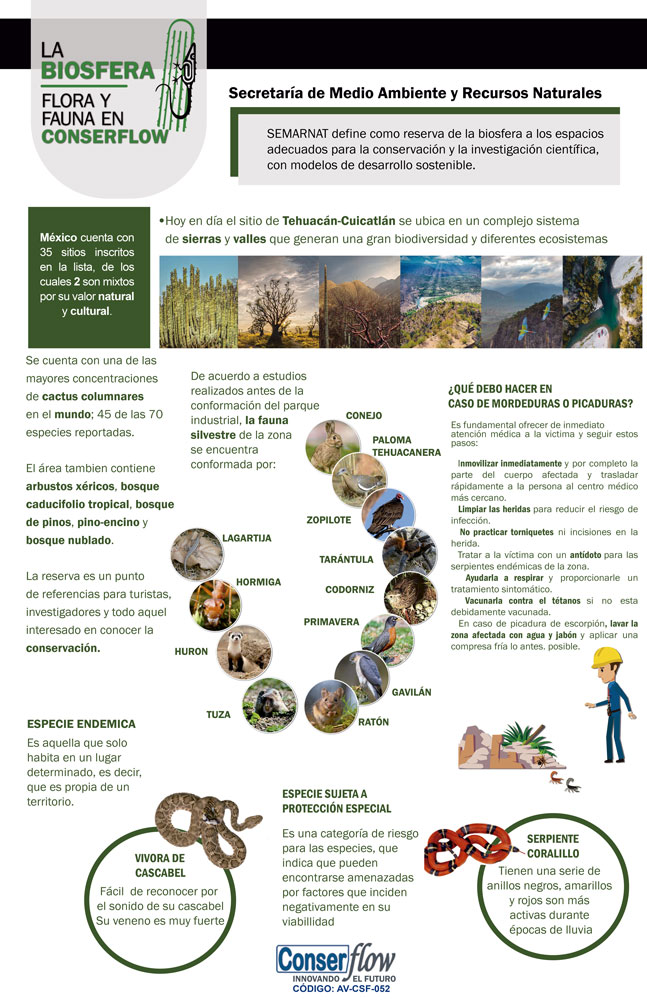 LA
BIOSFERA
FLORA Y
FAUNA EN
CONSERFLOW
Secretaría de Medio Ambiente y Recursos Naturales
SEMARNAT define como reserva de la biosfera a los espacios
adecuados para la conservación y la investigación científica,
con modelos de desarrollo sostenible.
México cuenta con
35 sitios inscritos
en la lista, de los
cuales 2 son mixtos
por su valor natural
y cultural.
•Hoy en día el sitio de Tehuacán-Cuicatlán se ubica en un complejo sistema
de sierras y valles que generan una gran biodiversidad y diferentes ecosistemas
Se cuenta con una de las
mayores concentraciones
de cactus columnares
en el mundo; 45 de las 70
especies reportadas.
El área tambien contiene
arbustos xéricos, bosque
caducifolio tropical, bosque
de pinos, pino-encino y
bosque nublado.
La reserva es un punto
de referencias para turistas,
investigadores y todo aquel
interesado en conocer la
conservación.
De acuerdo a estudios
realizados antes de la
conformación del parque
industrial, la fauna
silvestre de la zona
se encuentra
conformada por:
CONEJO
PALOMA
TEHUACANERA
ZOPILOTE
TARÁNTULA
CODORNIZ
PRIMAVERA
GAVILÁN
RATÓN
TUZA
HURON
HORMIGA
LAGARTIJA
¿QUÉ DEBO HACER EN
CASO DE MORDEDURAS O PICADURAS?
Es fundamental ofrecer de inmediato
atención médica a la victima y seguir estos
pasos:
Inmovilizar inmediatamente y por completo la
parte del cuerpo afectada y trasladar
rápidamente a la persona al centro médico
más cercano.
Limpiar las heridas para reducir el riesgo de
infección.
No practicar torniquetes ni incisiones en la
herida.
Tratar a la víctima con un antídoto para las
serpientes endémicas de la zona.
Ayudarla a respirar y proporcionarle un
tratamiento sintomático.
Vacunarla contra el tétanos si no esta
debidamente vacunada.
En caso de picadura de escorpión, lavar la
zona afectada con agua y jabón y aplicar una
compresa fría lo antes. posible.
ESPECIE ENDEMICA
Es aquella que solo
habita en un lugar
determinado, es decir,
que es propia de un
territorio.
VIVORA DE
CASCABEL
Fácil de reconocer por
el sonido de su cascabel
Su veneno es muy fuerte
ESPECIE SUJETA A
PROTECCIÓN ESPECIAL
Es una categoría de riesgo
para las especies, que
indica que pueden
encontrarse amenazadas
por factores que inciden
negativamente en su
viabillidad
SERPIENTE
CORALILLO
Tienen una serie de
anillos negros, amarillos
y rojos son más
activas durante
épocas de lluvia
Conserflow
INNOVANDO EL FUTURO
CÓDIGO: AV-CSF-052